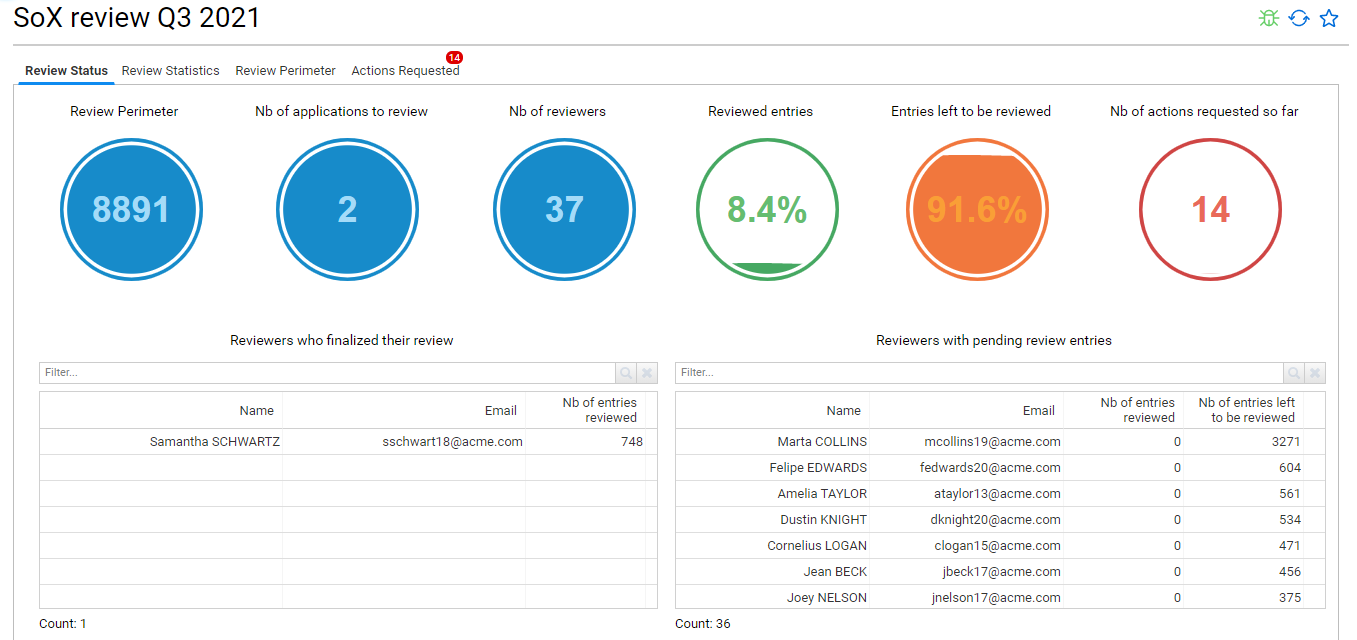 SoX review Q3 2021
Review Status Review Statistics Review Perimeter Actions Requested 14
Review Perimeter Nb of applications to review Nb of reviewers Reviewed entries Entries left to be reviewed Nb of actions requested so far
8891 2 37 8.4% 91.6% 14
Reviewers who finalized their review Reviewers with pending review entries
Filter... Filter...
Name Email Nb of entries reviewed Name Email Nb of entries reviewed Nb of entries left to be reviewed
Samantha SCHWARTZ sschwart18@acme.com 748 Marta COLLINS mcollins19@acme.com 0 3271
Felipe EDWARDS fedwards20@acme.com 0 604
Amelia TAYLOR ataylor13@acme.com 0 561
Dustin KNIGHT dknight20@acme.com 0 534
Cornelius LOGAN clogan15@acme.com 0 471
Jean BECK jbeck17@acme.com 0 456
Joey NELSON jnelson17@acme.com 0 375
Count: 1 Count: 36